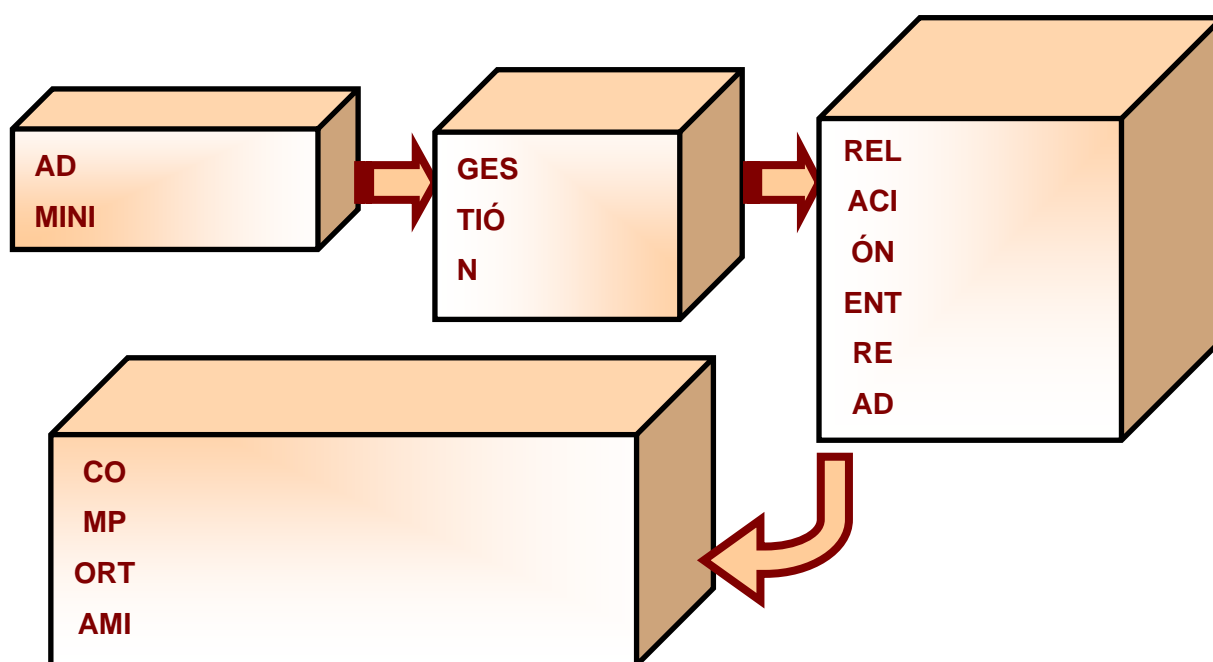 AD
MINI
GES
TIÓ
N
REL
ACI
ÓN
ENT
RE
AD
CO
MP
ORT
AMI